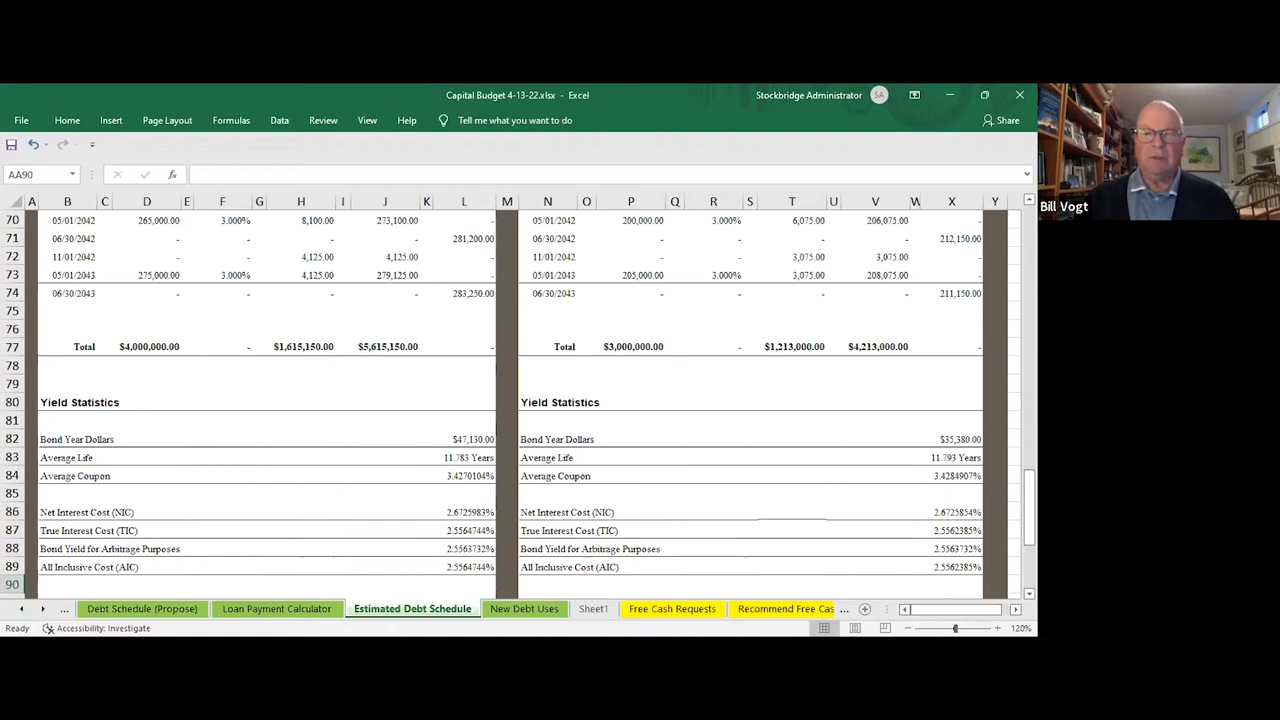 Capital Budget 4-13-22.xlsx - Excel
Stockbridge Administrator SA
File Home Insert Page Layout Formulas Data Review View Help Tell me what you want to do Share
AA90 fx
Bill Vogt
A B C D E F G H I J K L M N O P Q R S T U V W X Y
70 05/01/2042 265,000.00 3.000% 8,100.00 273,100.00 - 05/01/2042 200,000.00 3.000% 6,075.00 206,075.00 -
71 06/30/2042 - - - - 281,200.00 06/30/2042 - - - - 212,150.00
72 11/01/2042 - - 4,125.00 4,125.00 - 11/01/2042 - - 3,075.00 3,075.00 -
73 05/01/2043 275,000.00 3.000% 4,125.00 279,125.00 - 05/01/2043 205,000.00 3.000% 3,075.00 208,075.00 -
74 06/30/2043 - - - - 283,250.00 06/30/2043 - - - - 211,150.00
75
76
77 Total $4,000,000.00 - $1,615,150.00 $5,615,150.00 - Total $3,000,000.00 - $1,213,000.00 $4,213,000.00 -
78
79
80 Yield Statistics Yield Statistics
81
82 Bond Year Dollars $47,130.00 Bond Year Dollars $35,380.00
83 Average Life 11.783 Years Average Life 11.793 Years
84 Average Coupon 3.4270104% Average Coupon 3.4284907%
85
86 Net Interest Cost (NIC) 2.6725983% Net Interest Cost (NIC) 2.6725854%
87 True Interest Cost (TIC) 2.5564744% True Interest Cost (TIC) 2.5562385%
88 Bond Yield for Arbitrage Purposes 2.5563732% Bond Yield for Arbitrage Purposes 2.5563732%
89 All Inclusive Cost (AIC) 2.5564744% All Inclusive Cost (AIC) 2.5562385%
90
... Debt Schedule (Propose) Loan Payment Calculator Estimated Debt Schedule New Debt Uses Sheet1 Free Cash Requests Recommend Free Cas ...
Ready Accessibility: Investigate 120%